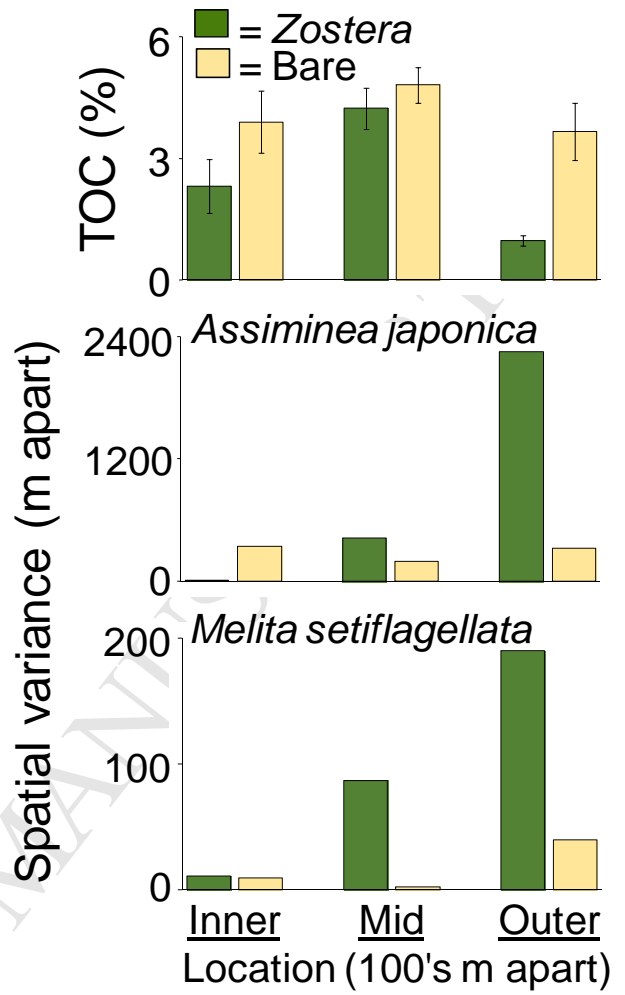 = Zostera
= Bare
TOC (%)
6
3
0
Spatial variance (m apart)
Assiminea japonica
2400
1200
0
Melita setiflagellata
200
100
0
Inner Mid Outer
Location (100's m apart)